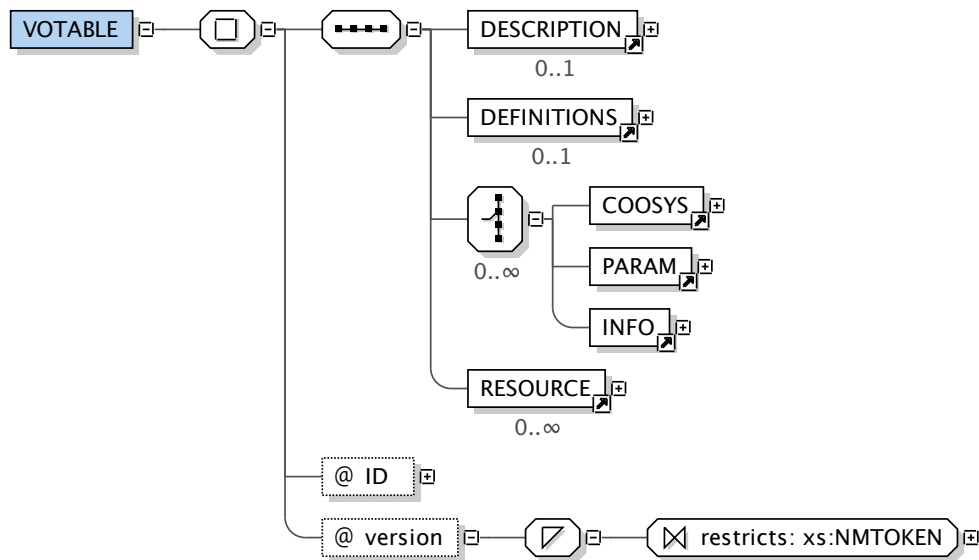 VOTABLE
DESCRIPTION
0..1
DEFINITIONS
0..1
COOSYS
0..∞
PARAM
INFO
RESOURCE
0..∞
@ ID
@ version
restricts: xs:NMTOKEN